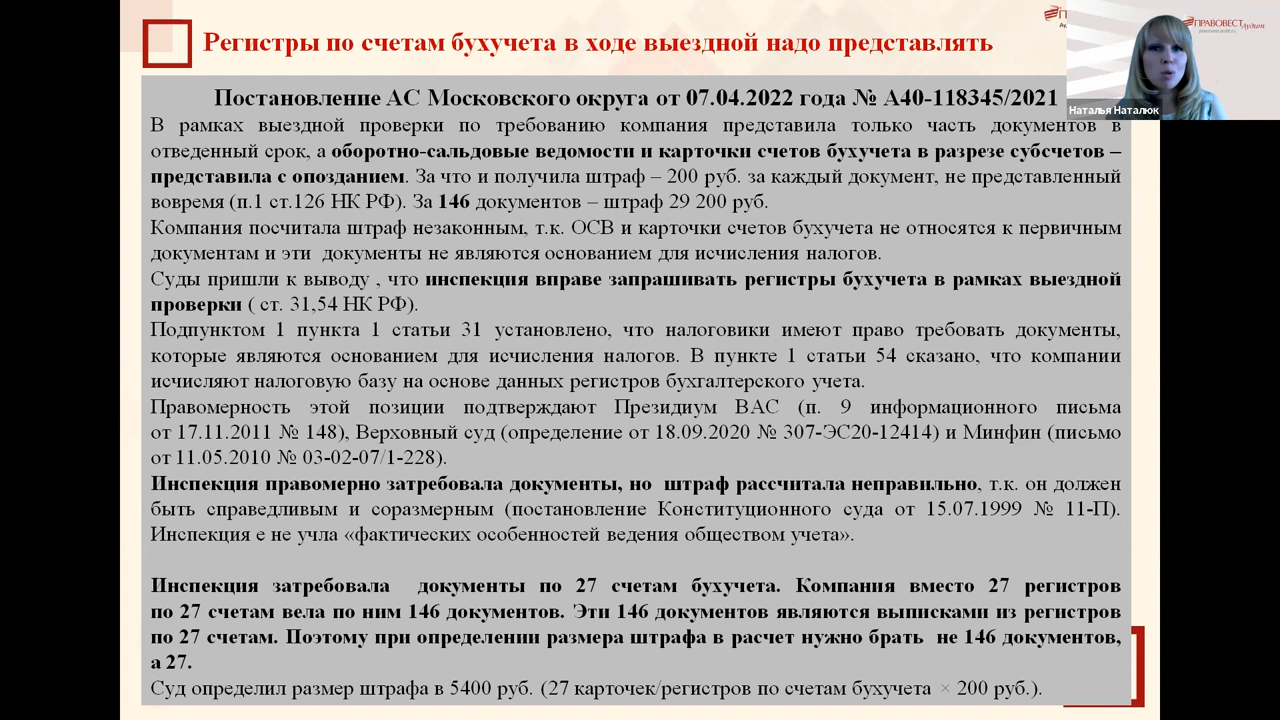 Регистры по счетам бухучета в ходе выездной надо представлять
ПРАВОВЕСТ Аудит
Наталья Наталюк
Постановление АС Московского округа от 07.04.2022 года № А40-118345/2021
В рамках выездной проверки по требованию компания представила только часть документов в
отведенный срок, а оборотно-сальдовые ведомости и карточки счетов бухучета в разрезе субсчетов –
представила с опозданием. За что и получила штраф – 200 руб. за каждый документ, не представленный
вовремя (п.1 ст.126 НК РФ). За 146 документов – штраф 29 200 руб.
Компания посчитала штраф незаконным, т.к. ОСВ и карточки счетов бухучета не относятся к первичным
документам и эти документы не являются основанием для исчисления налогов.
Суды пришли к выводу , что инспекция вправе запрашивать регистры бухучета в рамках выездной
проверки ( ст. 31,54 НК РФ).
Подпунктом 1 пункта 1 статьи 31 установлено, что налоговики имеют право требовать документы,
которые являются основанием для исчисления налогов. В пункте 1 статьи 54 сказано, что компании
исчисляют налоговую базу на основе данных регистров бухгалтерского учета.
Правомерность этой позиции подтверждают Президиум ВАС (п. 9 информационного письма
от 17.11.2011 № 148), Верховный суд (определение от 18.09.2020 № 307-ЭС20-12414) и Минфин (письмо
от 11.05.2010 № 03-02-07/1-228).
Инспекция правомерно затребовала документы, но штраф рассчитала неправильно, т.к. он должен
быть справедливым и соразмерным (постановление Конституционного суда от 15.07.1999 № 11-П).
Инспекция е не учла «фактических особенностей ведения обществом учета».
Инспекция затребовала документы по 27 счетам бухучета. Компания вместо 27 регистров
по 27 счетам вела по ним 146 документов. Эти 146 документов являются выписками из регистров
по 27 счетам. Поэтому при определении размера штрафа в расчет нужно брать не 146 документов,
а 27.
Суд определил размер штрафа в 5400 руб. (27 карточек/регистров по счетам бухучета × 200 руб.).